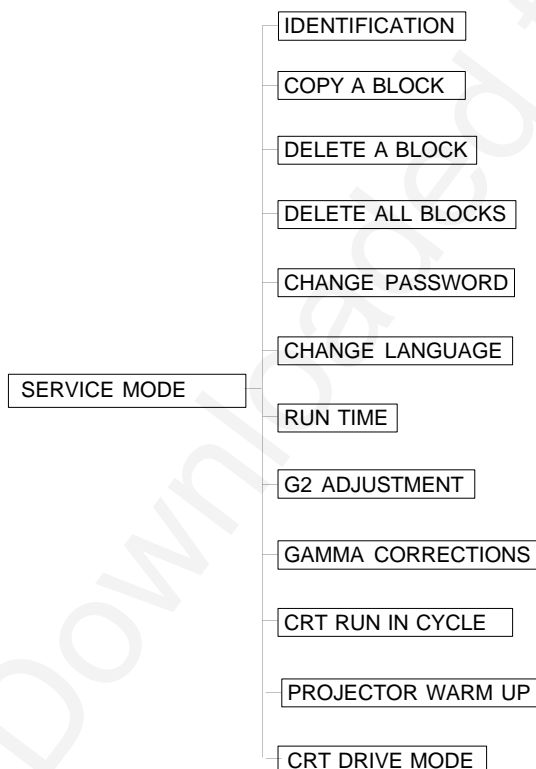 IDENTIFICATION
COPY A BLOCK
DELETE A BLOCK
DELETE ALL BLOCKS
CHANGE PASSWORD
CHANGE LANGUAGE
SERVICE MODE
RUN TIME
G2 ADJUSTMENT
GAMMA CORRECTIONS
CRT RUN IN CYCLE
PROJECTOR WARM UP
CRT DRIVE MODE
Downloaded